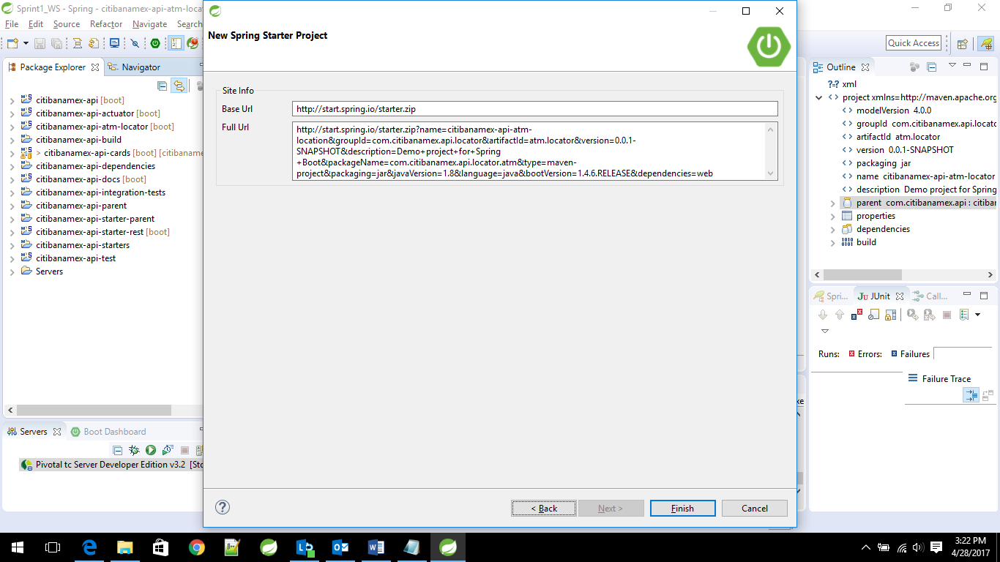 Sprint1_WS - Spring - citibanamex-api-atm-locat
File Edit Source Refactor Navigate Search
Quick Access
Package Explorer
Navigator
citibanamex-api [boot]
citibanamex-api-actuator [boot]
citibanamex-api-atm-locator [boot]
citibanamex-api-build
> citibanamex-api-cards [boot] [citibaname
citibanamex-api-dependencies
citibanamex-api-docs [boot]
citibanamex-api-integration-tests
citibanamex-api-parent
citibanamex-api-starter-parent
citibanamex-api-starter-rest [boot]
citibanamex-api-starters
citibanamex-api-test
Servers
Servers
Boot Dashboard
Pivotal tc Server Developer Edition v3.2 [Sto
New Spring Starter Project
Site Info
Base Url
http://start.spring.io/starter.zip
Full Url
http://start.spring.io/starter.zip?name=citibanamex-api-atm-
location&groupId=com.citibanamex.api.locator&artifactId=atm.locator&version=0.0.1-
SNAPSHOT&description=Demo+project+for+Spring
+Boot&packageName=com.citibanamex.api.locator.atm&type=maven-
project&packaging=jar&javaVersion=1.8&language=java&bootVersion=1.4.6.RELEASE&dependencies=web
< Back
Next >
Finish
Cancel
Outline
xml
project xmlns=http://maven.apache.org
modelVersion 4.0.0
groupId com.citibanamex.api.locato
artifactId atm.locator
version 0.0.1-SNAPSHOT
packaging jar
name citibanamex-api-atm-locator
description Demo project for Spring
parent com.citibanamex.api : citiban
properties
dependencies
build
Spri...
JUnit
Call...
Runs:
Errors:
Failures
Failure Trace
ke
3:22 PM
4/28/2017